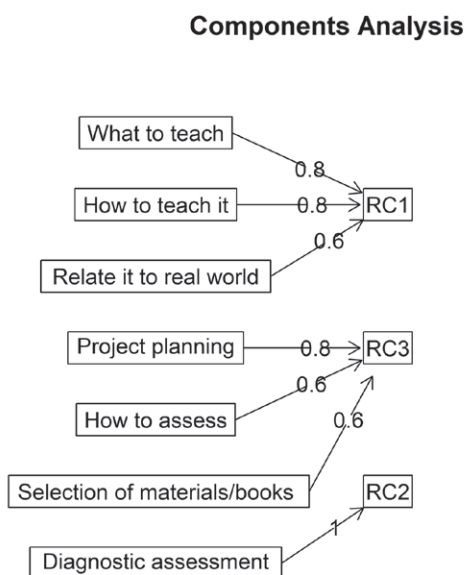 Components Analysis
What to teach
0.8
How to teach it
0.8
RC1
0.6
Relate it to real world
Project planning
0.8
RC3
0.6
How to assess
0.6
Selection of materials/books
RC2
1
Diagnostic assessment